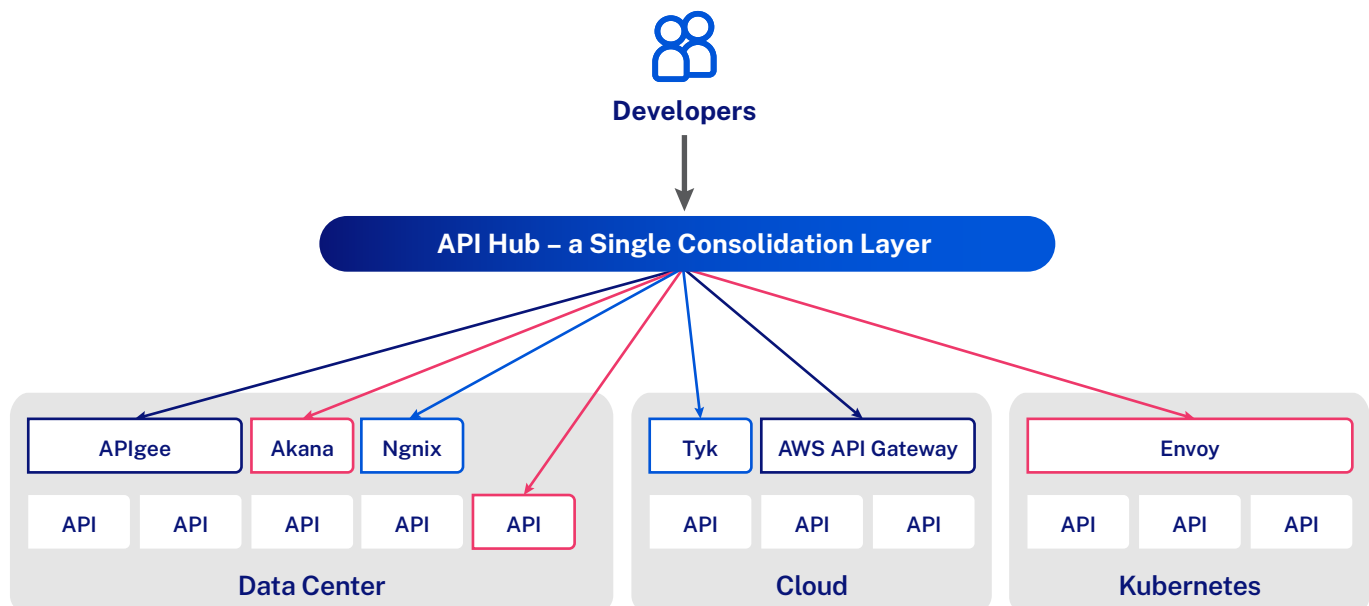 Developers
API Hub – a Single Consolidation Layer
APIgee Akana Ngnix Tyk AWS API Gateway Envoy
API API API API API API API API API API API
Data Center Cloud Kubernetes